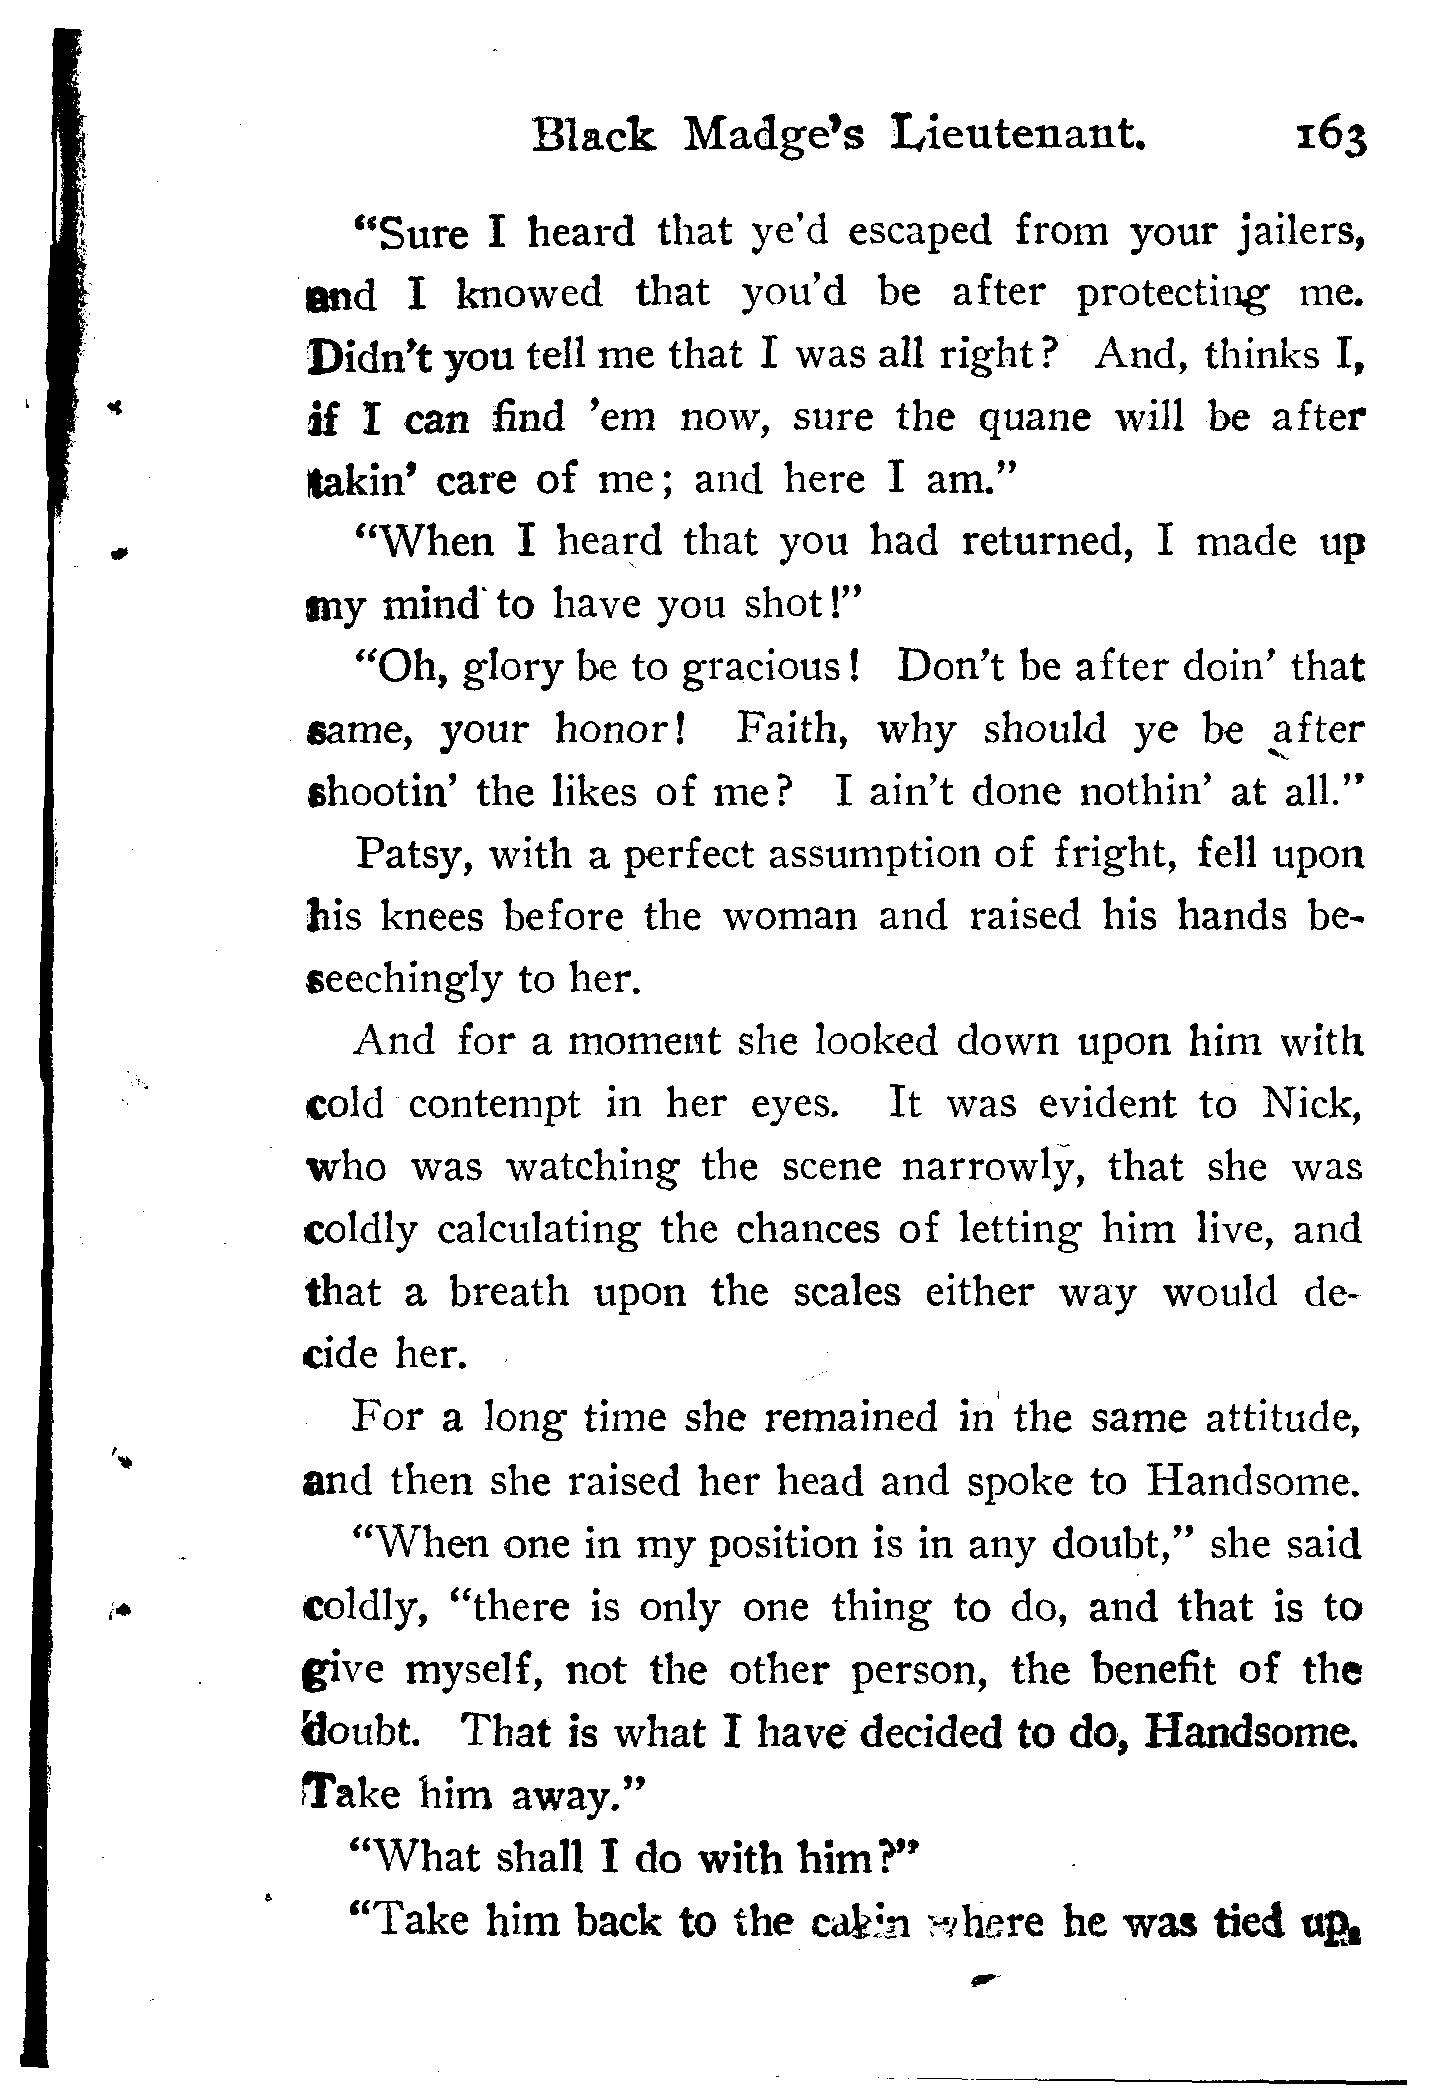 Black Madge's Lieutenant. 163
“Sure I heard that ye'd escaped from your jailers,
and I knowed that you'd be after protecting me.
Didn't you tell me that I was all right? And, thinks I,
if I can find 'em now, sure the quane will be after
takin' care of me; and here I am.”
“When I heard that you had returned, I made up
my mind to have you shot!”
“Oh, glory be to gracious! Don't be after doin' that
same, your honor! Faith, why should ye be after
shootin' the likes of me? I ain't done nothin' at all.”
Patsy, with a perfect assumption of fright, fell upon
his knees before the woman and raised his hands be-
seechingly to her.
And for a moment she looked down upon him with
cold contempt in her eyes. It was evident to Nick,
who was watching the scene narrowly, that she was
coldly calculating the chances of letting him live, and
that a breath upon the scales either way would de-
cide her.
For a long time she remained in the same attitude,
and then she raised her head and spoke to Handsome.
“When one in my position is in any doubt,” she said
coldly, “there is only one thing to do, and that is to
give myself, not the other person, the benefit of the
doubt. That is what I have decided to do, Handsome.
Take him away.”
“What shall I do with him?”
“Take him back to the cabin where he was tied up.